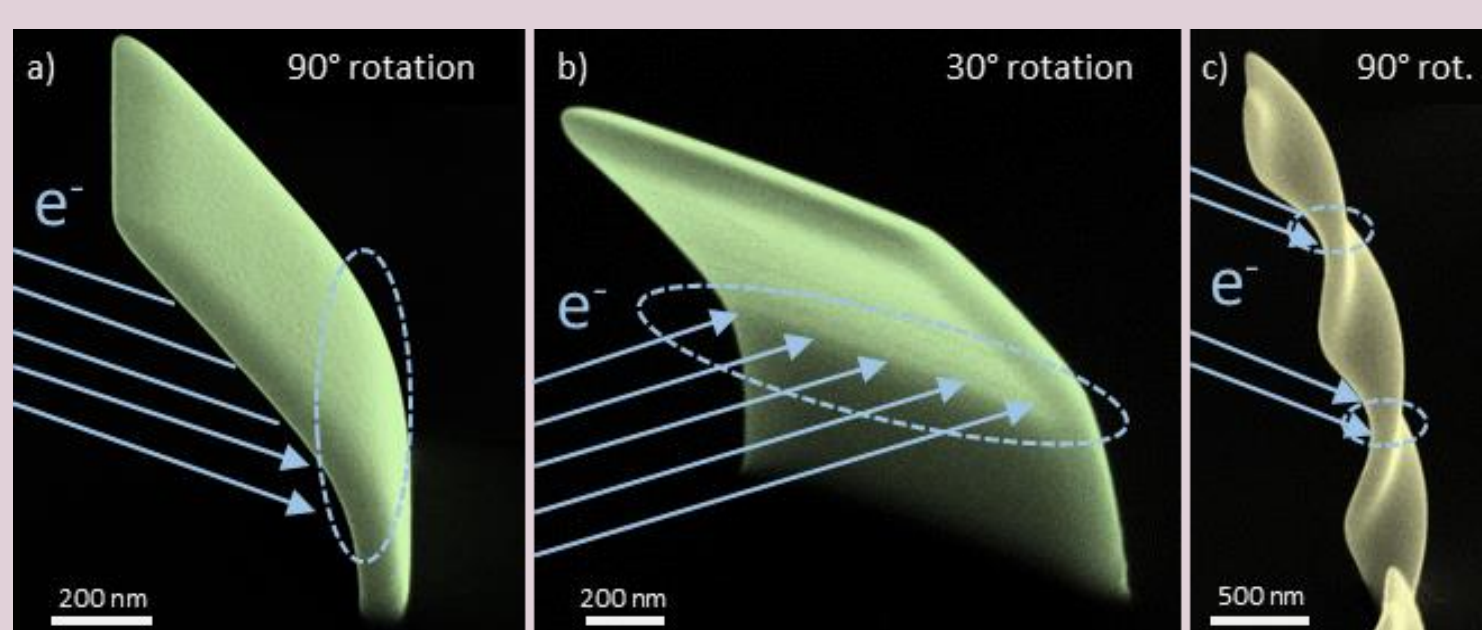 a)
90° rotation
e⁻
200 nm
b)
30° rotation
e⁻
200 nm
c)
90° rot.
e⁻
500 nm